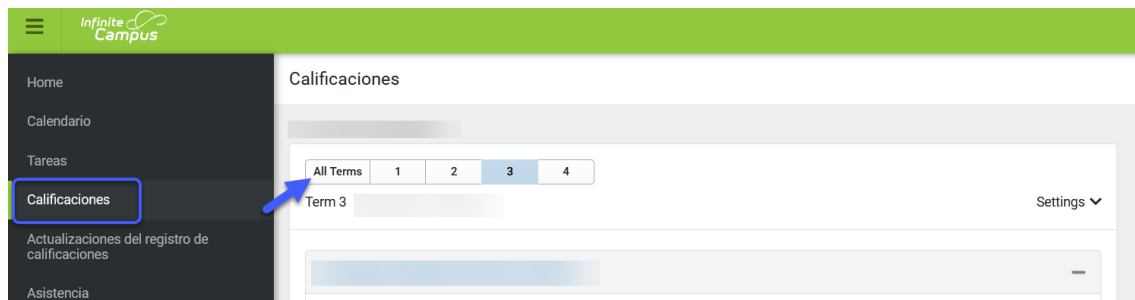 Infinite
Campus
Home
Calendario
Tareas
Calificaciones
Actualizaciones del registro de
calificaciones
Asistencia
Calificaciones
All Terms 1 2 3 4
Term 3
Settings